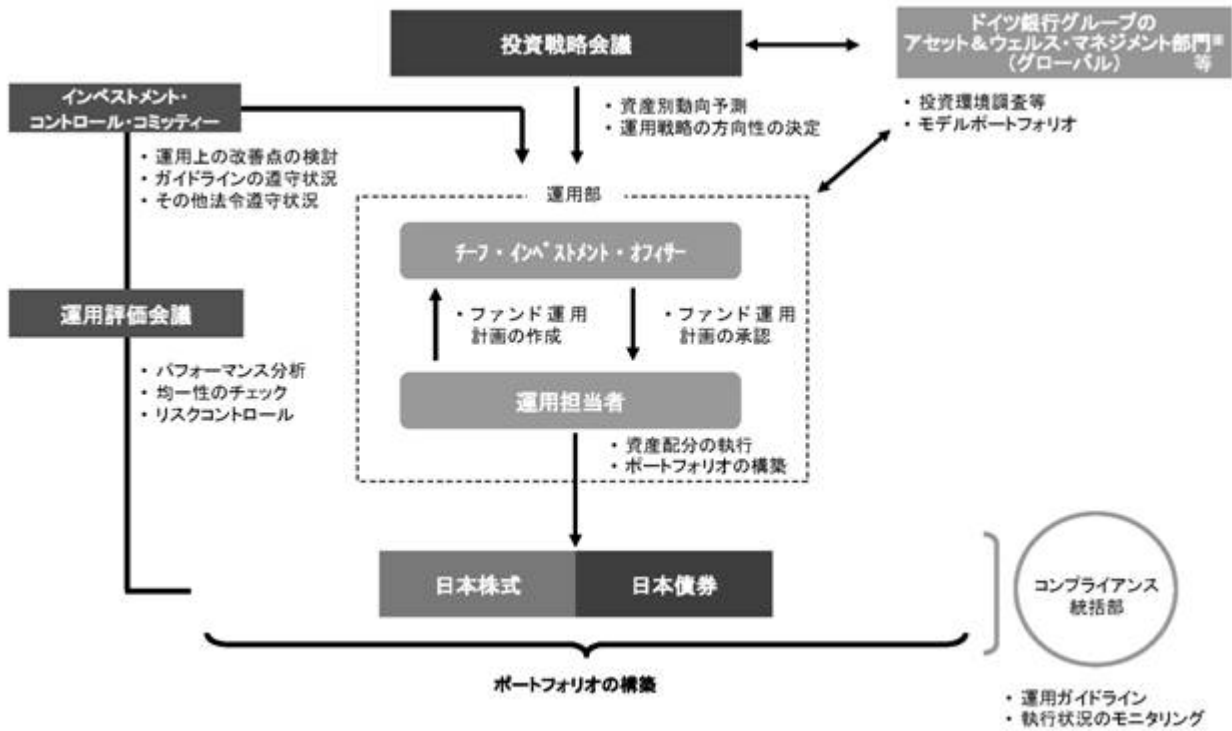 投資戦略会議
ドイツ銀行グループの
アセット&ウェルス・マネジメント部門※
(グローバル) 等
インベストメント・
コントロール・コミッティー
・資産別動向予測
・運用戦略の方向性の決定
・投資環境調査等
・モデルポートフォリオ
・運用上の改善点の検討
・ガイドラインの遵守状況
・その他法令遵守状況
運用部
チーフ・インベストメント・オフィサー
運用評価会議
・ファンド運用
計画の作成
・ファンド運用
計画の承認
・パフォーマンス分析
・均一性のチェック
・リスクコントロール
運用担当者
・資産配分の執行
・ポートフォリオの構築
日本株式
日本債券
コンプライアンス
統括部
ポートフォリオの構築
・運用ガイドライン
・執行状況のモニタリング